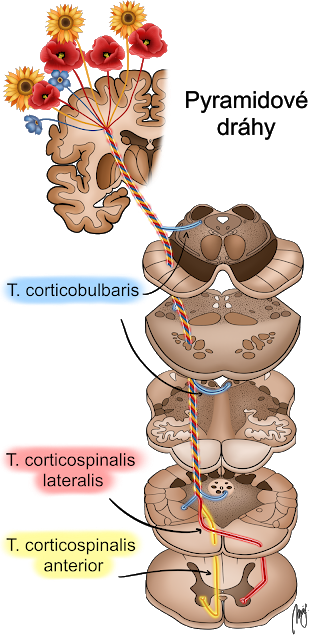 Pyramidové
dráhy
T. corticobulbaris
T. corticospinalis
lateralis
T. corticospinalis
anterior